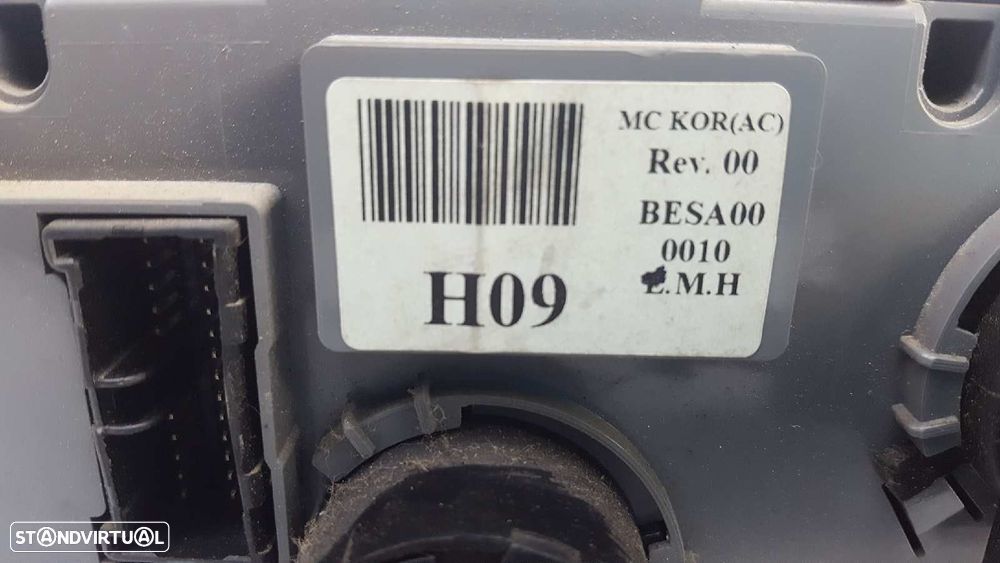 MC KOR(AC)
Rev. 00
BESA00
0010
.M.H
H09
STANDVIRTUAL